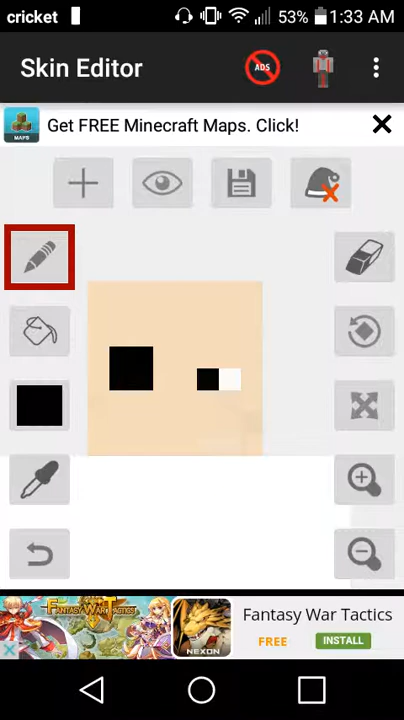 cricket 53% 1:33 AM
Skin Editor ADS
MAPS Get FREE Minecraft Maps. Click!
FANTASY WAR TACTICS
NEXON
Fantasy War Tactics
FREE INSTALL